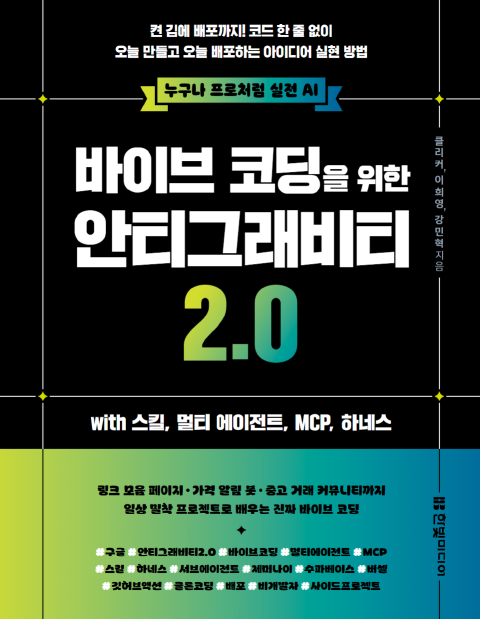 켠 김에 배포까지! 코드 한 줄 없이
오늘 만들고 오늘 배포하는 아이디어 실현 방법
누구나 프로처럼 실전 AI
바이브 코딩을 위한
안티그래비티
2.0
클리커, 이희영, 강민혁 지음
with 스킬, 멀티 에이전트, MCP, 하네스
링크 모음 페이지·가격 알림 봇·중고 거래 커뮤니티까지
일상 밀착 프로젝트로 배우는 진짜 바이브 코딩
#구글 #안티그래비티2.0 #바이브코딩 #멀티에이전트 #MCP
#스킬 #하네스 #서브에이전트 #제미나이 #수파베이스 #버셀
#깃허브액션 #클론코딩 #배포 #비개발자 #사이드프로젝트
한빛미디어